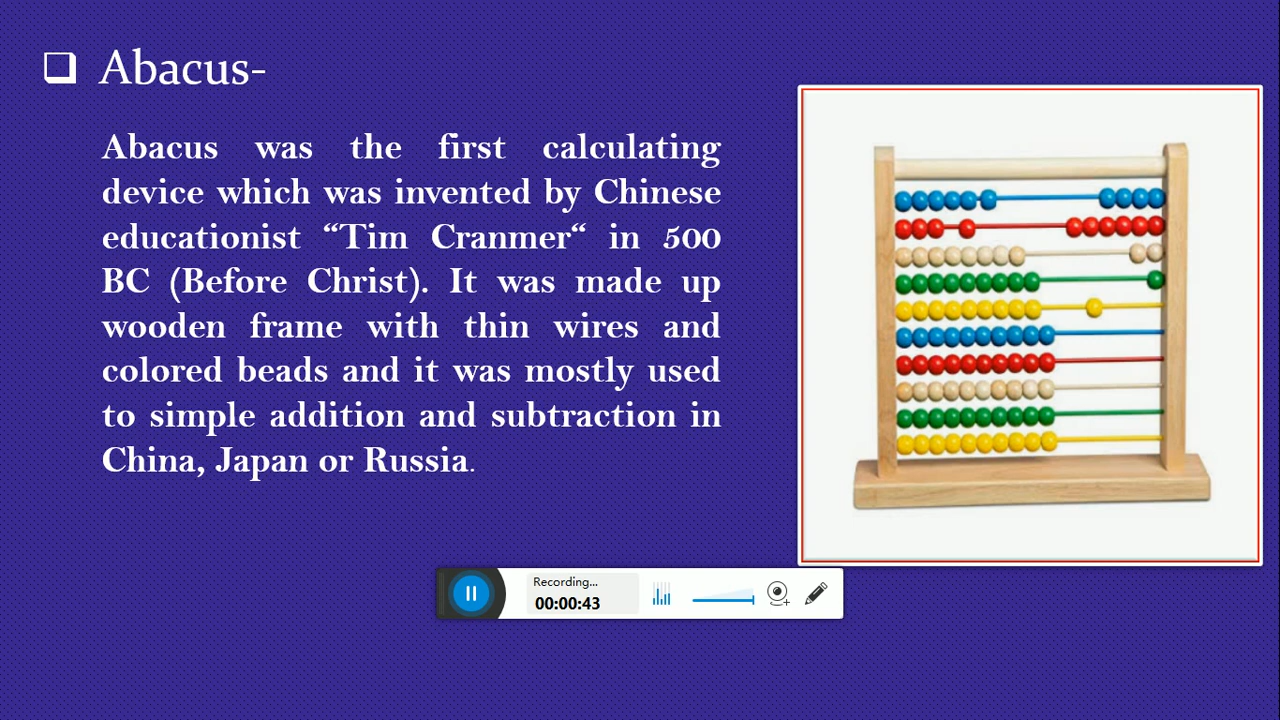 ❑ Abacus-
Abacus was the first calculating
device which was invented by Chinese
educationist “Tim Cranmer“ in 500
BC (Before Christ). It was made up
wooden frame with thin wires and
colored beads and it was mostly used
to simple addition and subtraction in
China, Japan or Russia.
Recording...
00:00:43